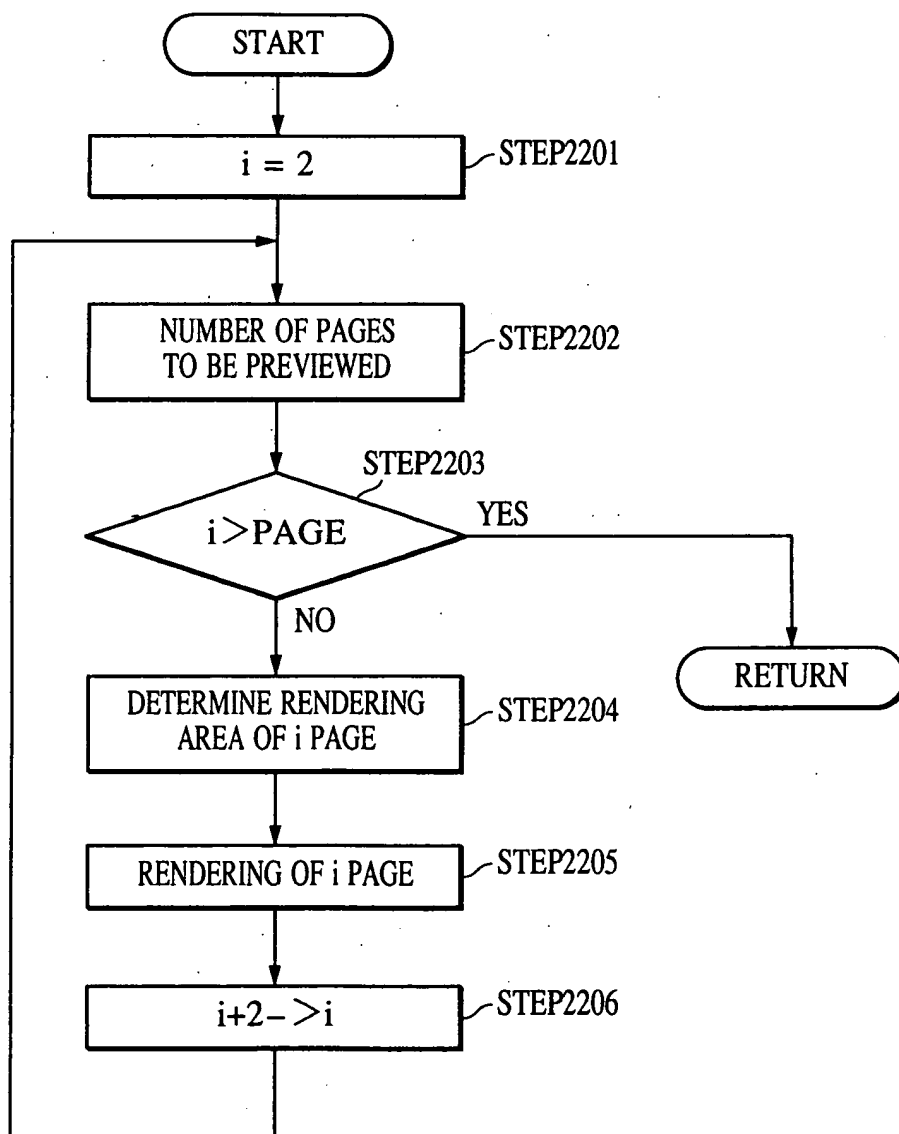 START
i = 2
STEP2201
NUMBER OF PAGES
TO BE PREVIEWED
STEP2202
STEP2203
i>PAGE
YES
NO
RETURN
DETERMINE RENDERING
AREA OF i PAGE
STEP2204
RENDERING OF i PAGE
STEP2205
i+2->i
STEP2206